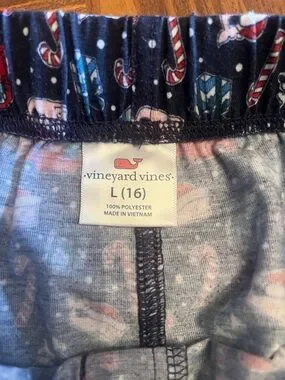 ·vineyard vines·
L (16)
100% POLYESTER
MADE IN VIETNAM